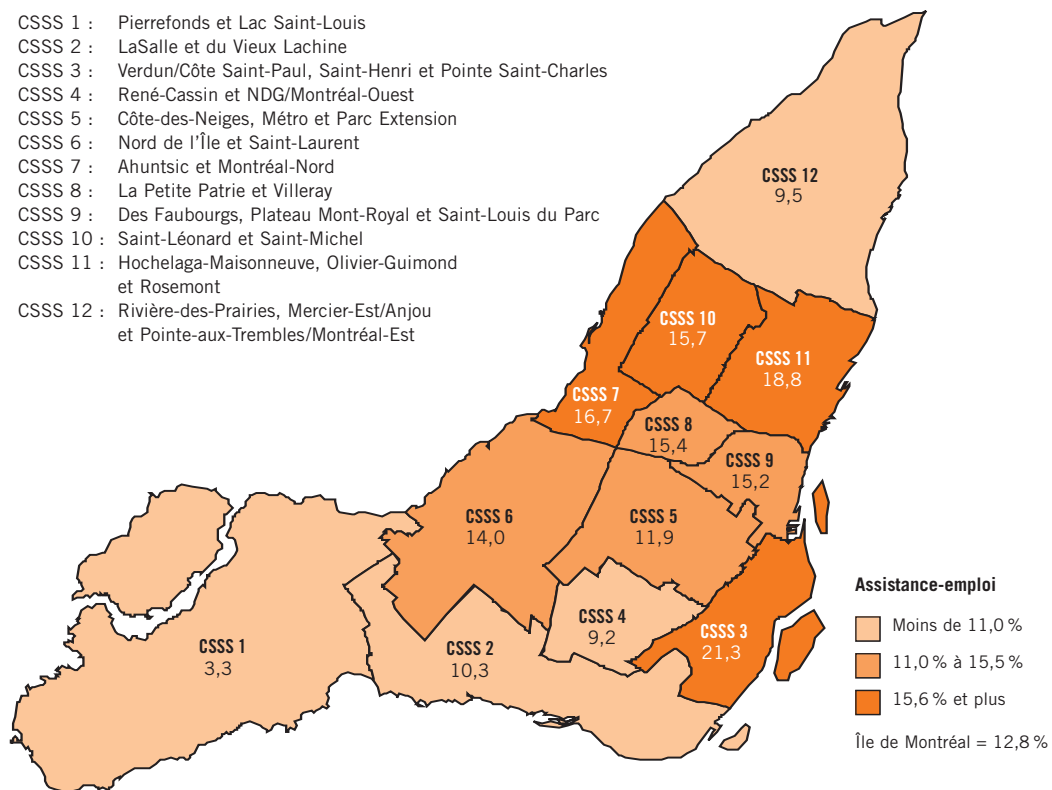 CSSS 1 : Pierrefonds et Lac Saint-Louis
CSSS 2 : LaSalle et du Vieux Lachine
CSSS 3 : Verdun/Côte Saint-Paul, Saint-Henri et Pointe Saint-Charles
CSSS 4 : René-Cassin et NDG/Montréal-Ouest
CSSS 5 : Côte-des-Neiges, Métro et Parc Extension
CSSS 6 : Nord de l'Île et Saint-Laurent
CSSS 7 : Ahuntsic et Montréal-Nord
CSSS 8 : La Petite Patrie et Villeray
CSSS 9 : Des Faubourgs, Plateau Mont-Royal et Saint-Louis du Parc
CSSS 10 : Saint-Léonard et Saint-Michel
CSSS 11 : Hochelaga-Maisonneuve, Olivier-Guimond
et Rosemont
CSSS 12 : Rivière-des-Prairies, Mercier-Est/Anjou
et Pointe-aux-Trembles/Montréal-Est
CSSS 12
9,5
CSSS 10
15,7
CSSS 11
18,8
CSSS 7
16,7
CSSS 8
15,4
CSSS 9
15,2
CSSS 6
14,0
CSSS 5
11,9
CSSS 4
9,2
CSSS 3
21,3
CSSS 1
3,3
CSSS 2
10,3
Assistance-emploi
Moins de 11,0 %
11,0 % à 15,5 %
15,6 % et plus
Île de Montréal = 12,8 %